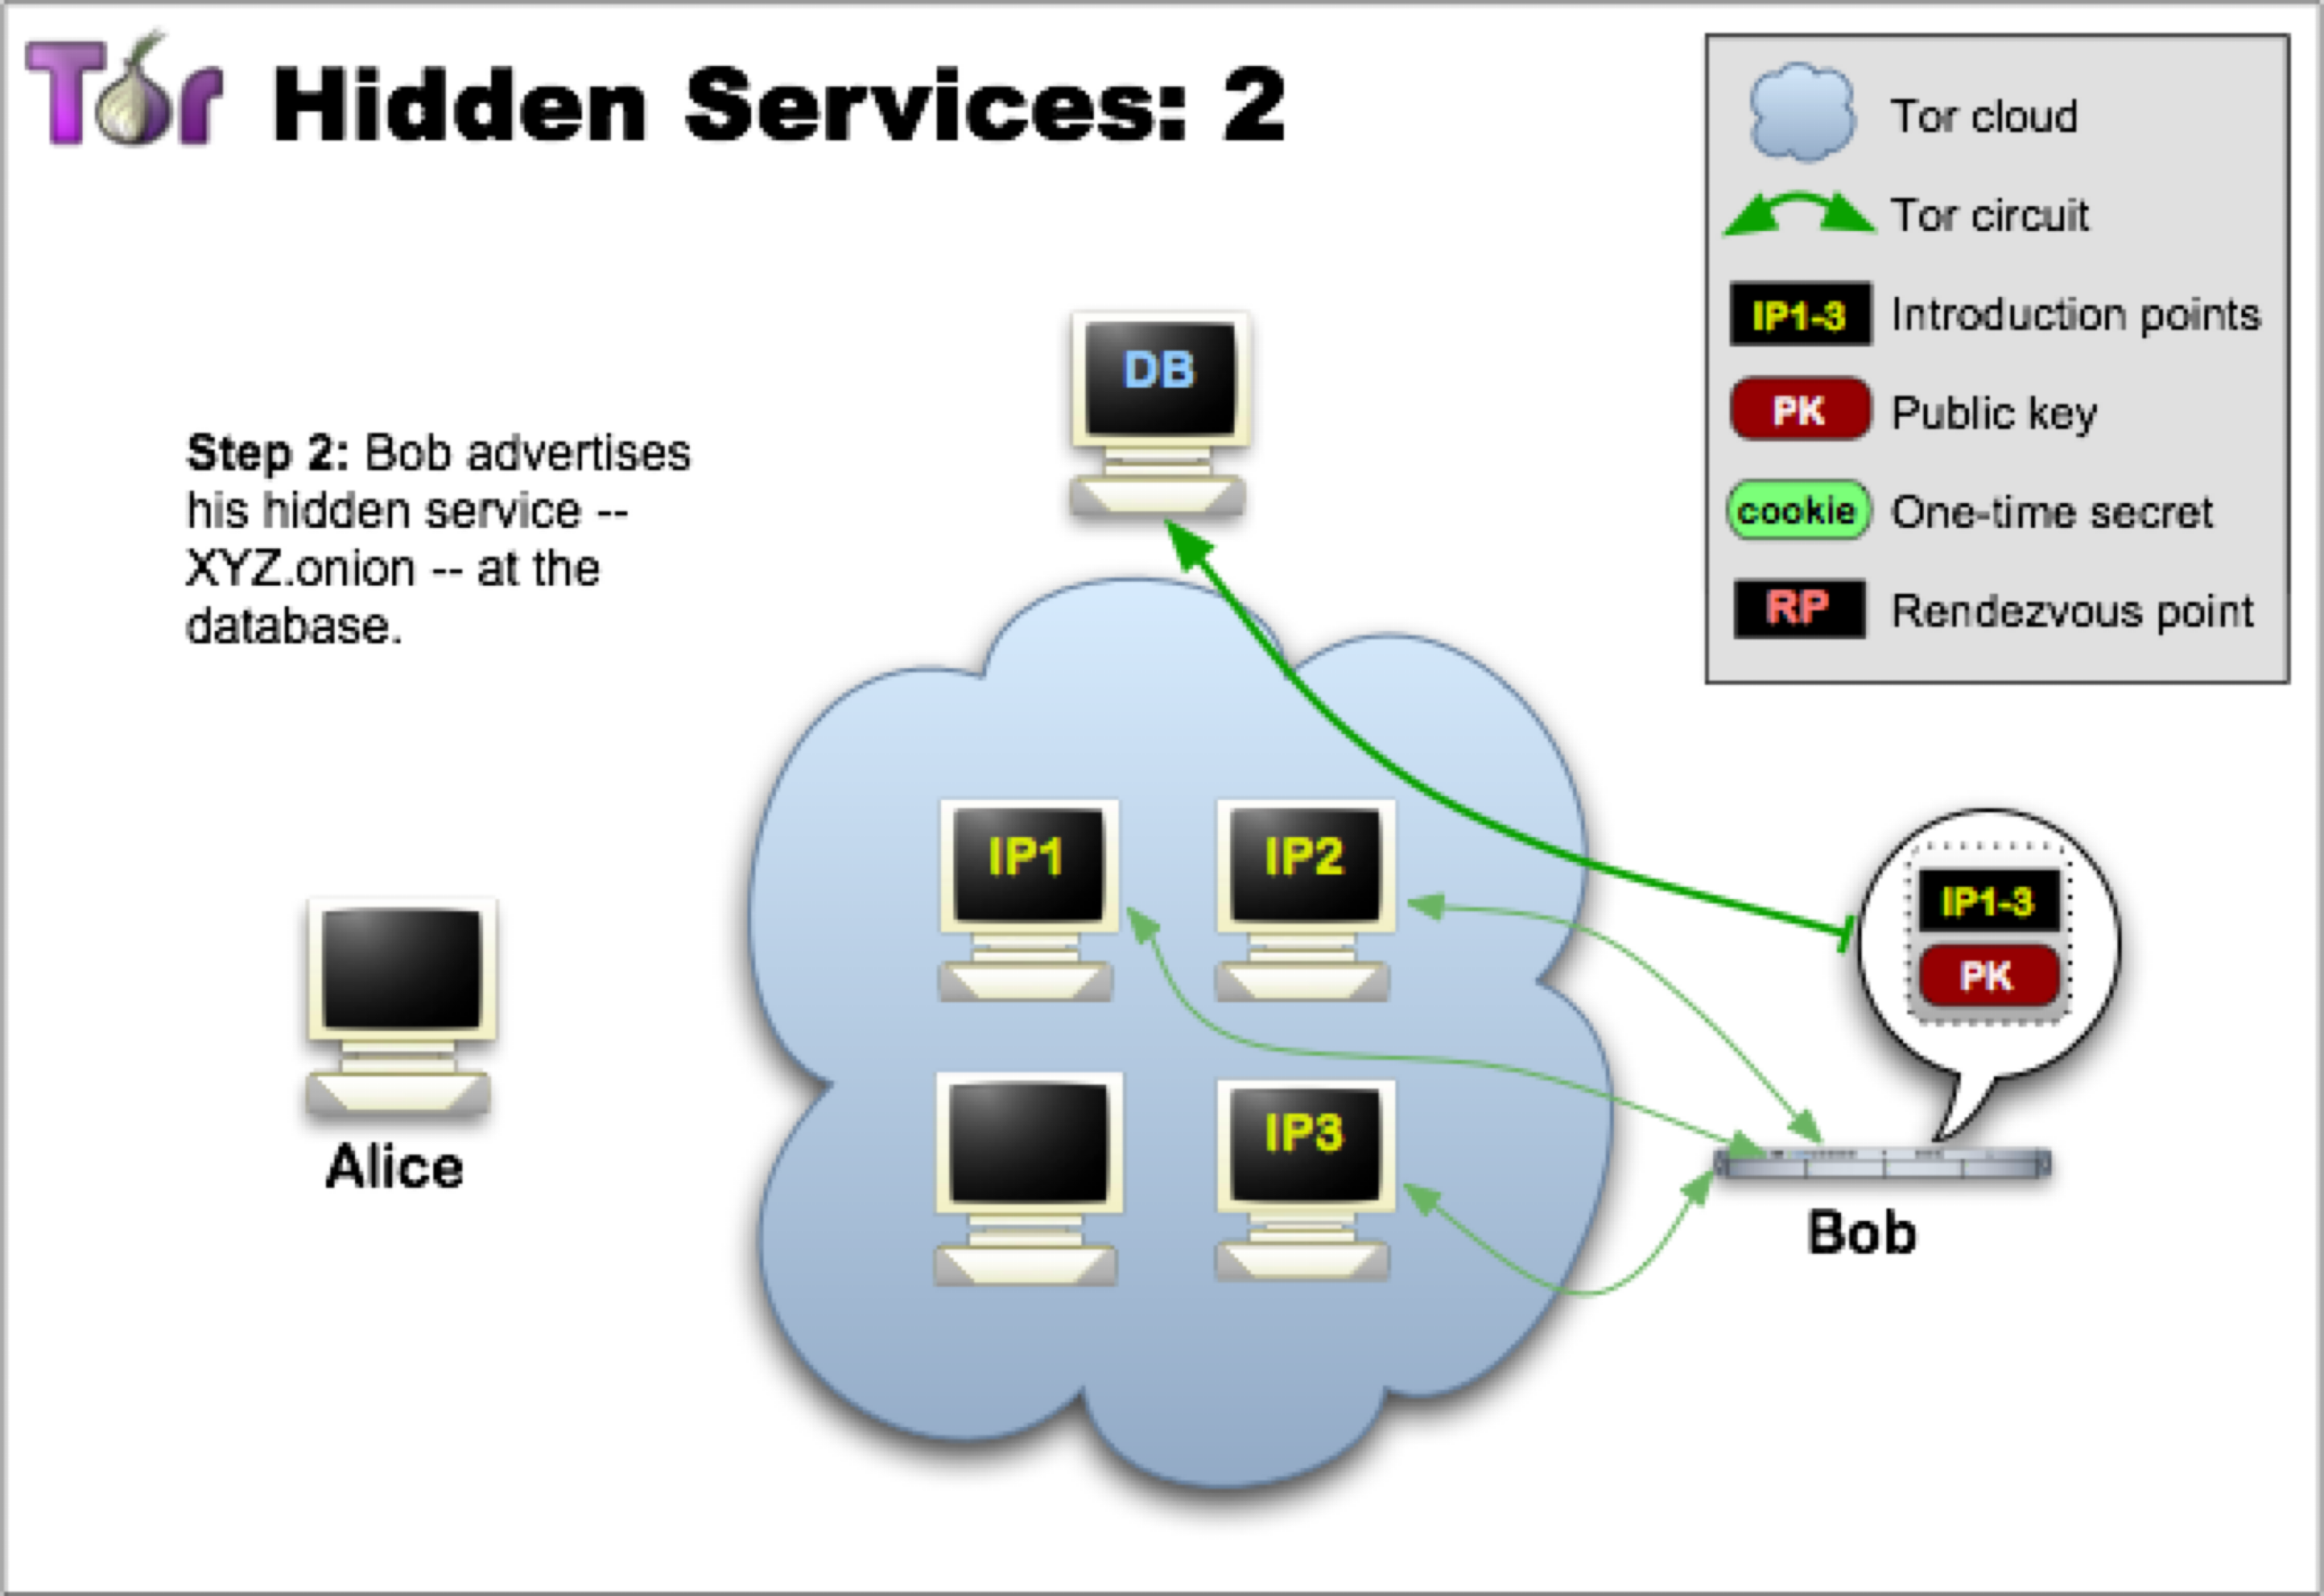 Tor Hidden Services: 2
Tor cloud
Tor circuit
IP1-3 Introduction points
PK Public key
cookie One-time secret
RP Rendezvous point
DB
Step 2: Bob advertises
his hidden service --
XYZ.onion -- at the
database.
IP1
IP2
IP1-3
PK
IP3
Alice
Bob